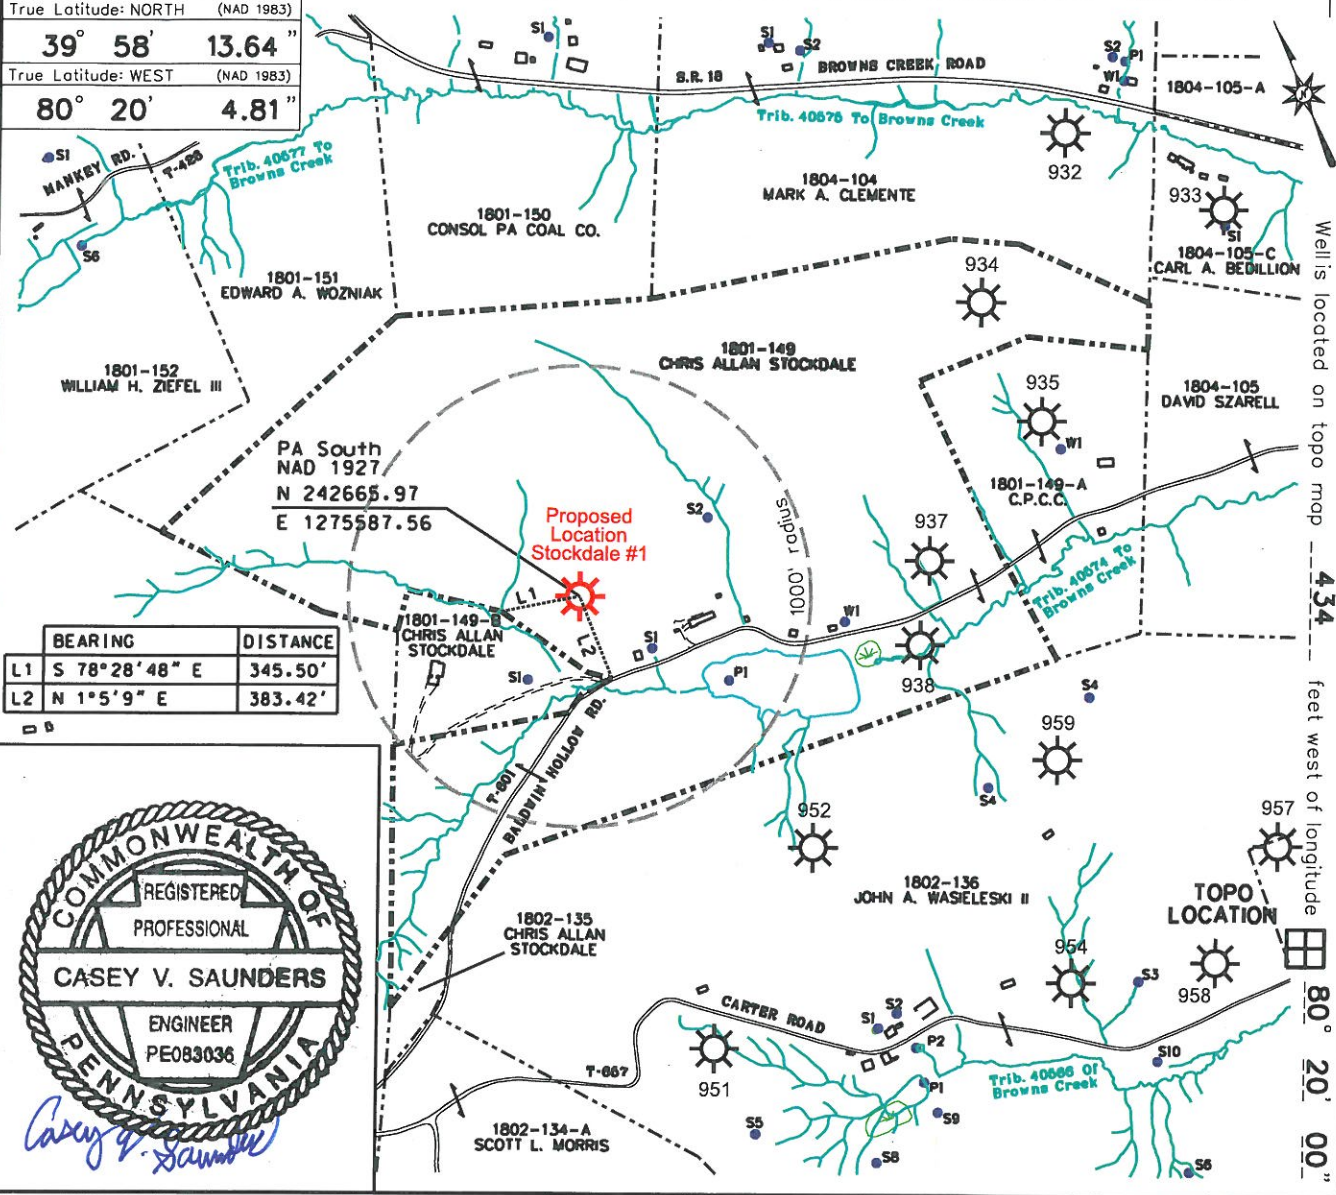 True Latitude: NORTH (NAD 1983)
39° 58' 13.64"
True Latitude: WEST (NAD 1983)
80° 20' 4.81"
S1
S1
S2
S2
P1
W1
S.R. 18
BROWNS CREEK ROAD
1804-105-A
N
Trib. 40575 To Browns Creek
932
S1
MANKEY RD.
T-426
Trib. 40577 To
Browns Creek
S6
1801-150
CONSOL PA COAL CO.
1804-104
MARK A. CLEMENTE
933
S1
1804-105-C
CARL A. BEDILLION
1801-151
EDWARD A. WOZNIAK
934
1801-152
WILLIAM H. ZIEFEL III
1801-149
CHRIS ALLAN STOCKDALE
935
W1
1804-105
DAVID SZARELL
1801-149-A
C.P.C.C.
PA South
NAD 1927
N 242665.97
E 1275587.56
Proposed
Location
Stockdale #1
S2
1000' radius
937
Trib. 40574 To
Browns Creek
L1
L2
1801-149-B
CHRIS ALLAN
STOCKDALE
S1
S1
W1
P1
938
S4
959
S4
BEARING DISTANCE
L1 S 78°28'48" E 345.50'
L2 N 1°5'9" E 383.42'
T-601
BALDWIN HOLLOW RD.
952
957
1802-136
JOHN A. WASIELESKI II
TOPO
LOCATION
1802-135
CHRIS ALLAN
STOCKDALE
954
S3
958
CARTER ROAD
S1
S2
P2
951
T-667
P1
S9
S5
S8
Trib. 40566 Of
Browns Creek
S10
S6
1802-134-A
SCOTT L. MORRIS
COMMONWEALTH OF
PENNSYLVANIA
REGISTERED
PROFESSIONAL
CASEY V. SAUNDERS
ENGINEER
PE083036
Casey V. Saunders
Well is located on topo map 434 feet west of longitude 80° 20' 00"